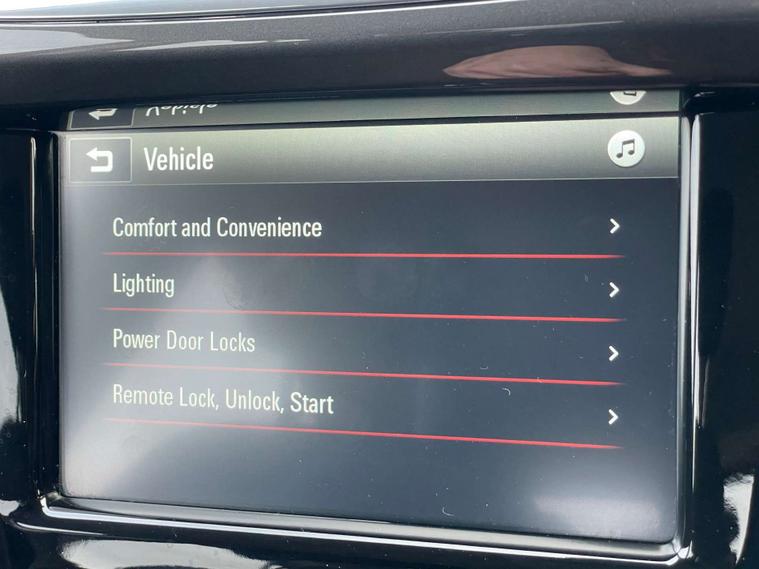 Vehicle
Comfort and Convenience
Lighting
Power Door Locks
Remote Lock, Unlock, Start